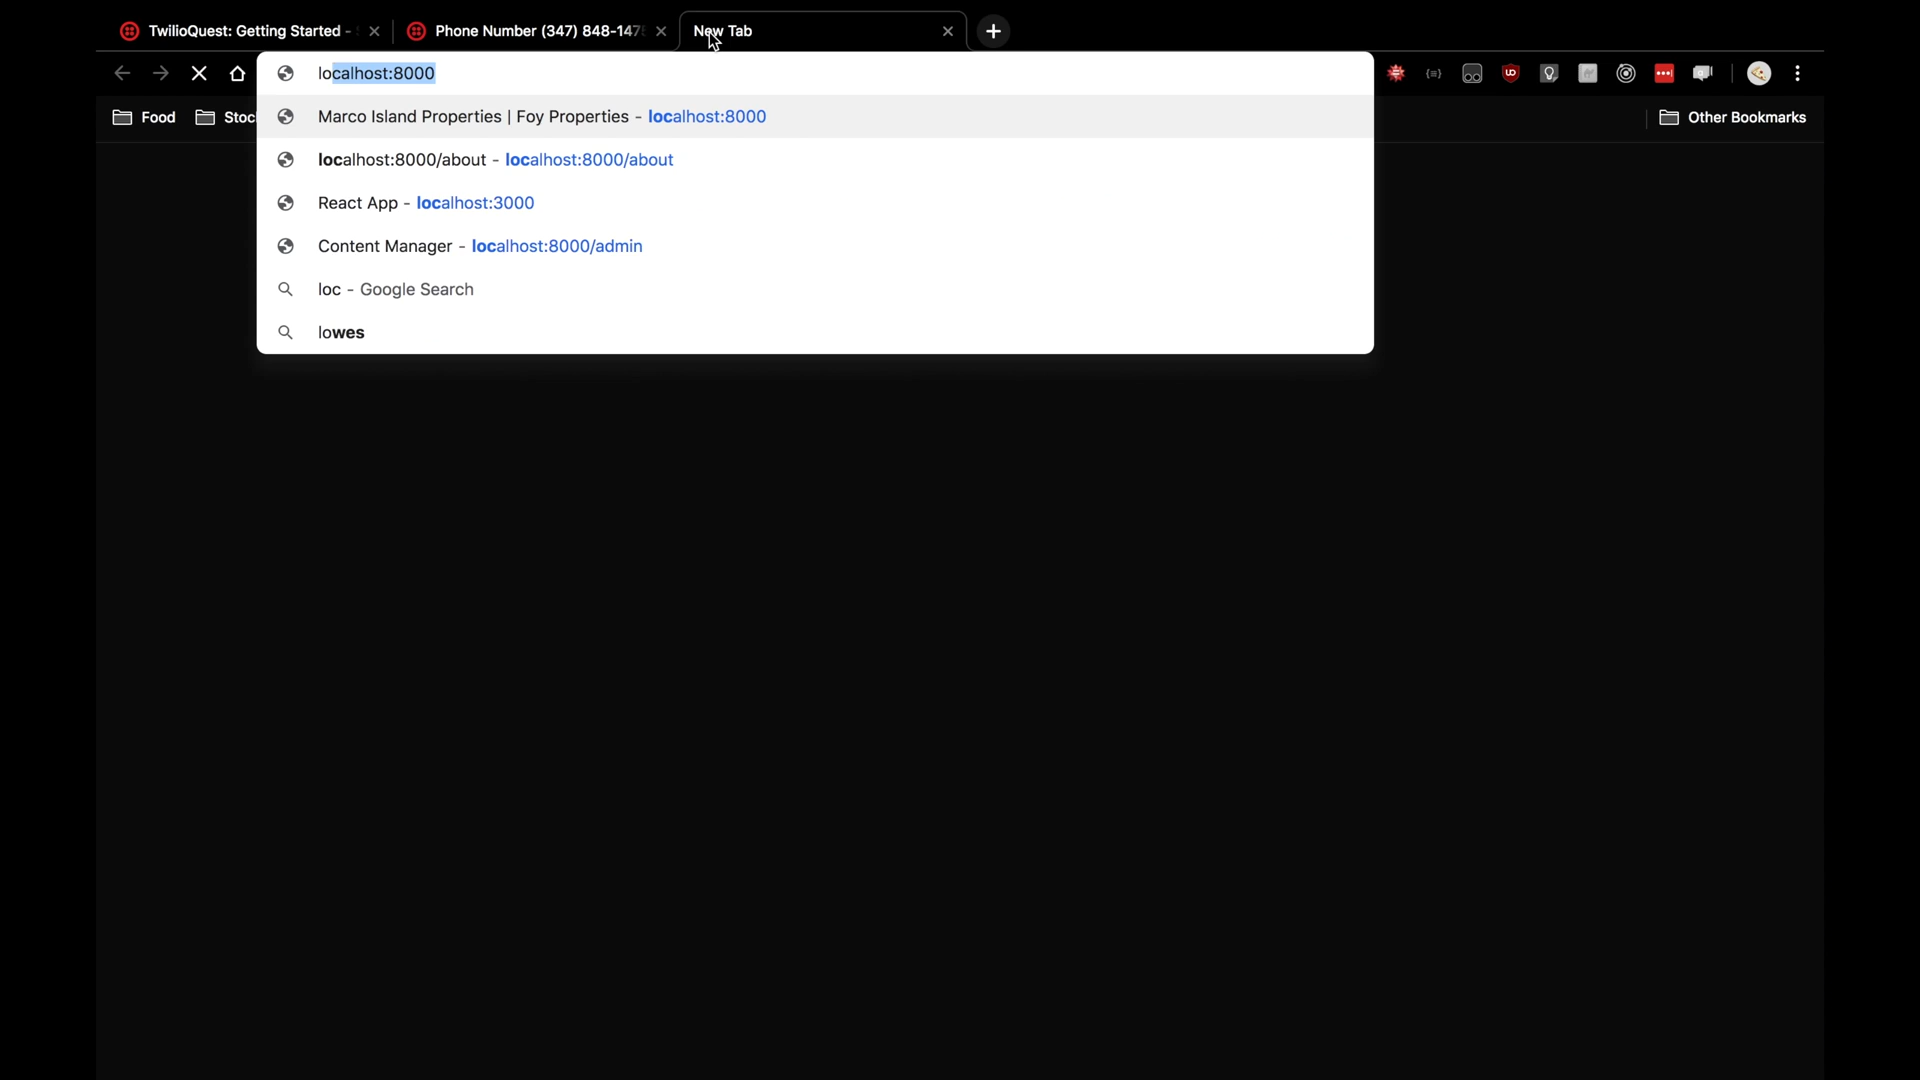 TwilioQuest: Getting Started -
Phone Number (347) 848-147
New Tab
localhost:8000
Marco Island Properties | Foy Properties - localhost:8000
localhost:8000/about - localhost:8000/about
React App - localhost:3000
Content Manager - localhost:8000/admin
loc - Google Search
lowes
Food
Stoc
Other Bookmarks